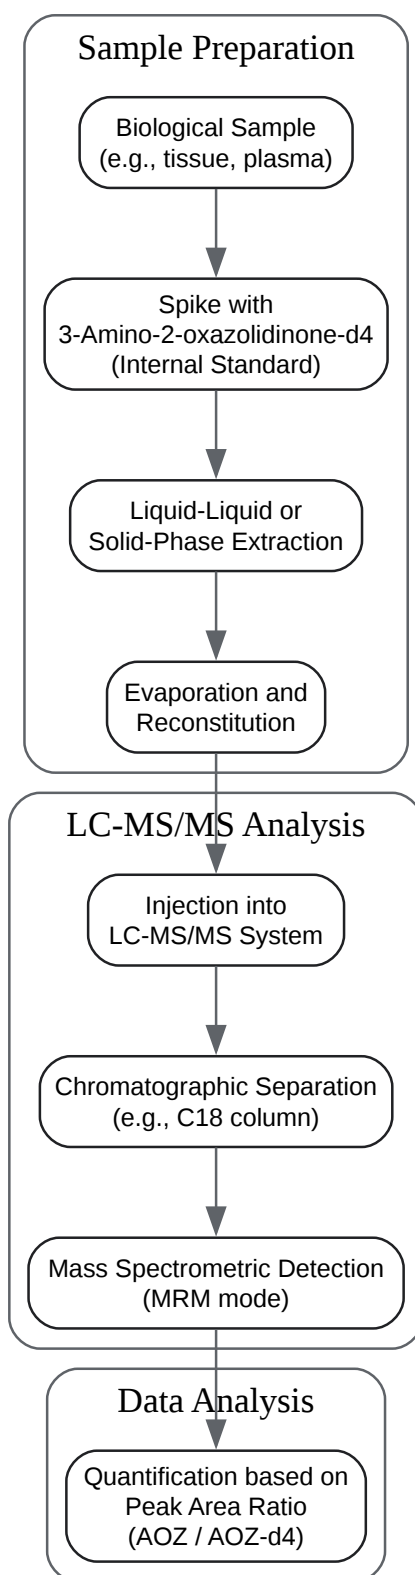 Sample Preparation
Biological Sample
(e.g., tissue, plasma)
Spike with
3-Amino-2-oxazolidinone-d4
(Internal Standard)
Liquid-Liquid or
Solid-Phase Extraction
Evaporation and
Reconstitution
LC-MS/MS Analysis
Injection into
LC-MS/MS System
Chromatographic Separation
(e.g., C18 column)
Mass Spectrometric Detection
(MRM mode)
Data Analysis
Quantification based on
Peak Area Ratio
(AOZ / AOZ-d4)